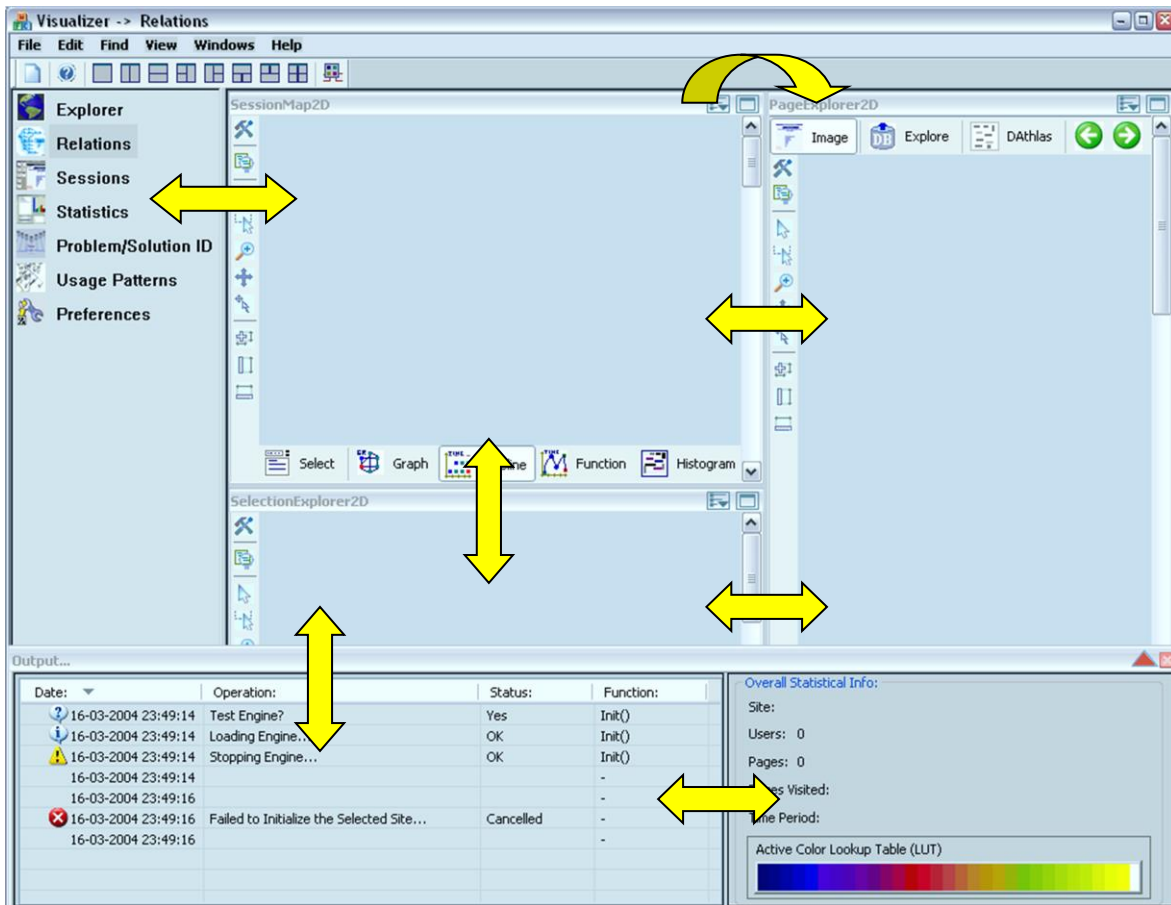 Visualizer -> Relations
File Edit Find View Windows Help
Explorer
Relations
Sessions
Statistics
Problem/Solution ID
Usage Patterns
Preferences
SessionMap2D
Select Graph Function Histogram
SelectionExplorer2D
PageExplorer2D
Image Explore DAthlas
Output...
Date: Operation: Status: Function:
16-03-2004 23:49:14 Test Engine? Yes Init()
16-03-2004 23:49:14 Loading Engine... OK Init()
16-03-2004 23:49:14 Stopping Engine... OK Init()
16-03-2004 23:49:14 -
16-03-2004 23:49:16 -
16-03-2004 23:49:16 Failed to Initialize the Selected Site... Cancelled -
16-03-2004 23:49:16 -
Overall Statistical Info:
Site:
Users: 0
Pages: 0
Visited:
Time Period:
Active Color Lookup Table (LUT)